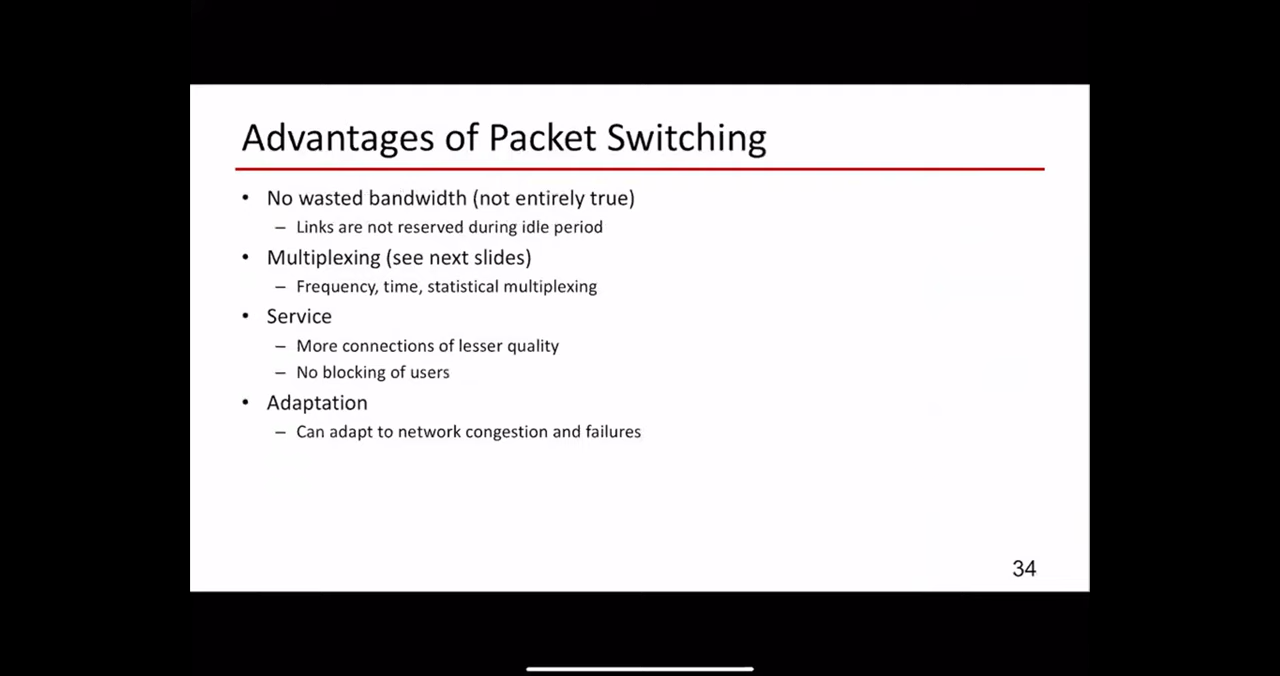 Advantages of Packet Switching
• No wasted bandwidth (not entirely true)
– Links are not reserved during idle period
• Multiplexing (see next slides)
– Frequency, time, statistical multiplexing
• Service
– More connections of lesser quality
– No blocking of users
• Adaptation
– Can adapt to network congestion and failures
34